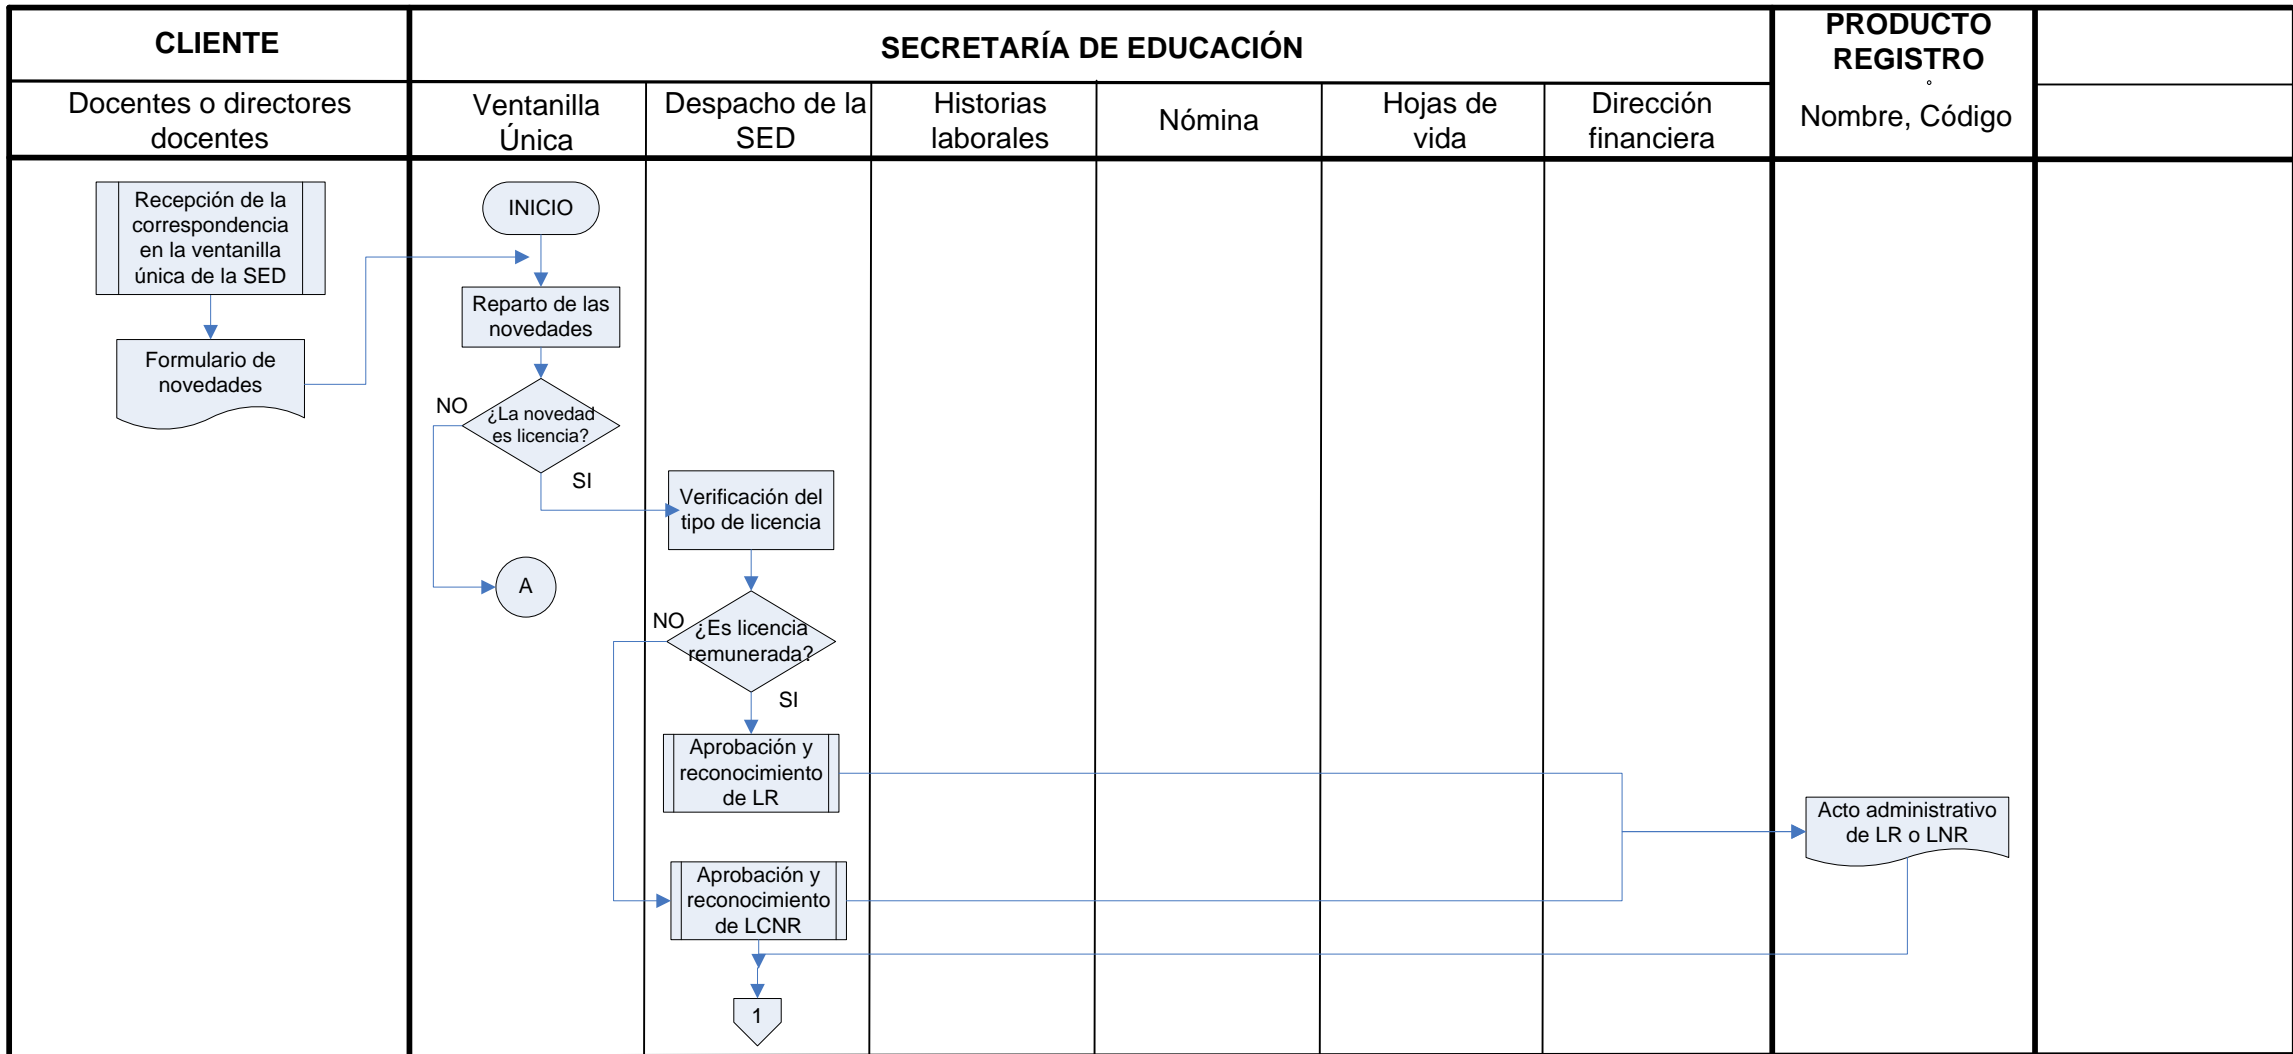 CLIENTE
SECRETARÍA DE EDUCACIÓN
PRODUCTO
REGISTRO
°
Docentes o directores
docentes
Ventanilla
Única
Despacho de la
SED
Historias
laborales
Nómina
Hojas de
vida
Dirección
financiera
Nombre, Código
Recepción de la
correspondencia
en la ventanilla
única de la SED
Formulario de
novedades
INICIO
Reparto de las
novedades
NO
¿La novedad
es licencia?
SI
A
Verificación del
tipo de licencia
NO
¿Es licencia
remunerada?
SI
Aprobación y
reconocimiento
de LR
Aprobación y
reconocimiento
de LCNR
Acto administrativo
de LR o LNR
1